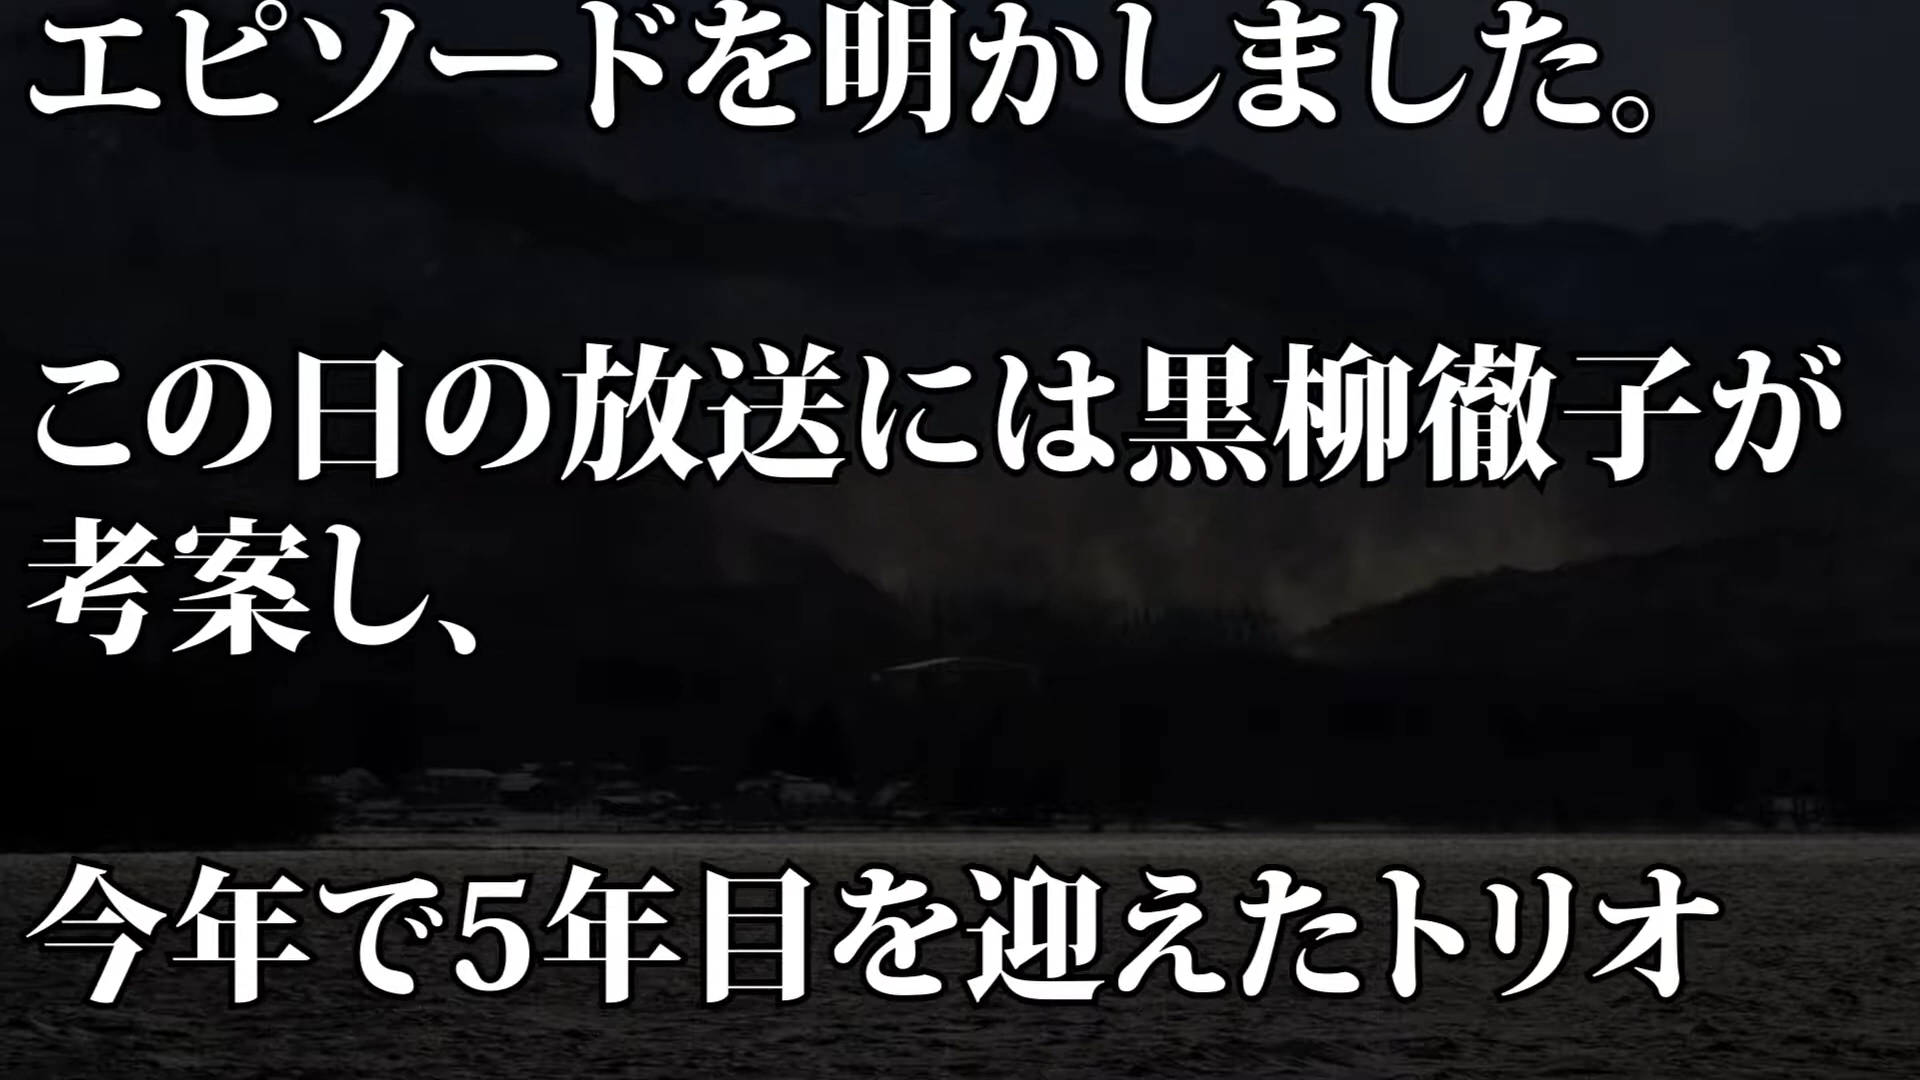 エピソードを明かしました。
この日の放送には黒柳徹子が
考案し、
今年で5年目を迎えたトリオ